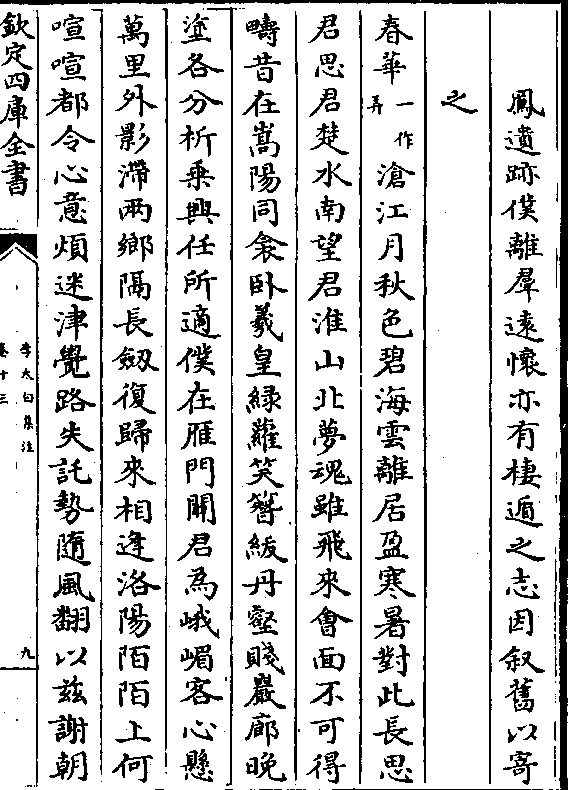 鳳遺跡僕離羣遠懷亦有棲遁之志因叙舊以寄
之
春華一作弄滄江月秋色碧海雲離居盈寒暑對此長思
君思君楚水南望君淮山北夢魂雖飛來會面不可得
疇昔在嵩陽同衾卧羲皇綠蘿笑簪紱丹壑賤巖廊晚
塗各分析乗興任所適僕在雁門關君為峨嵋客心懸
萬里外影滯兩鄉隔長劒復歸來相逢洛陽陌陌上何
喧喧都令心意煩迷津覺路失託勢隨風翻以兹謝朝
欽定四庫全書
李太白集注
卷十三
九